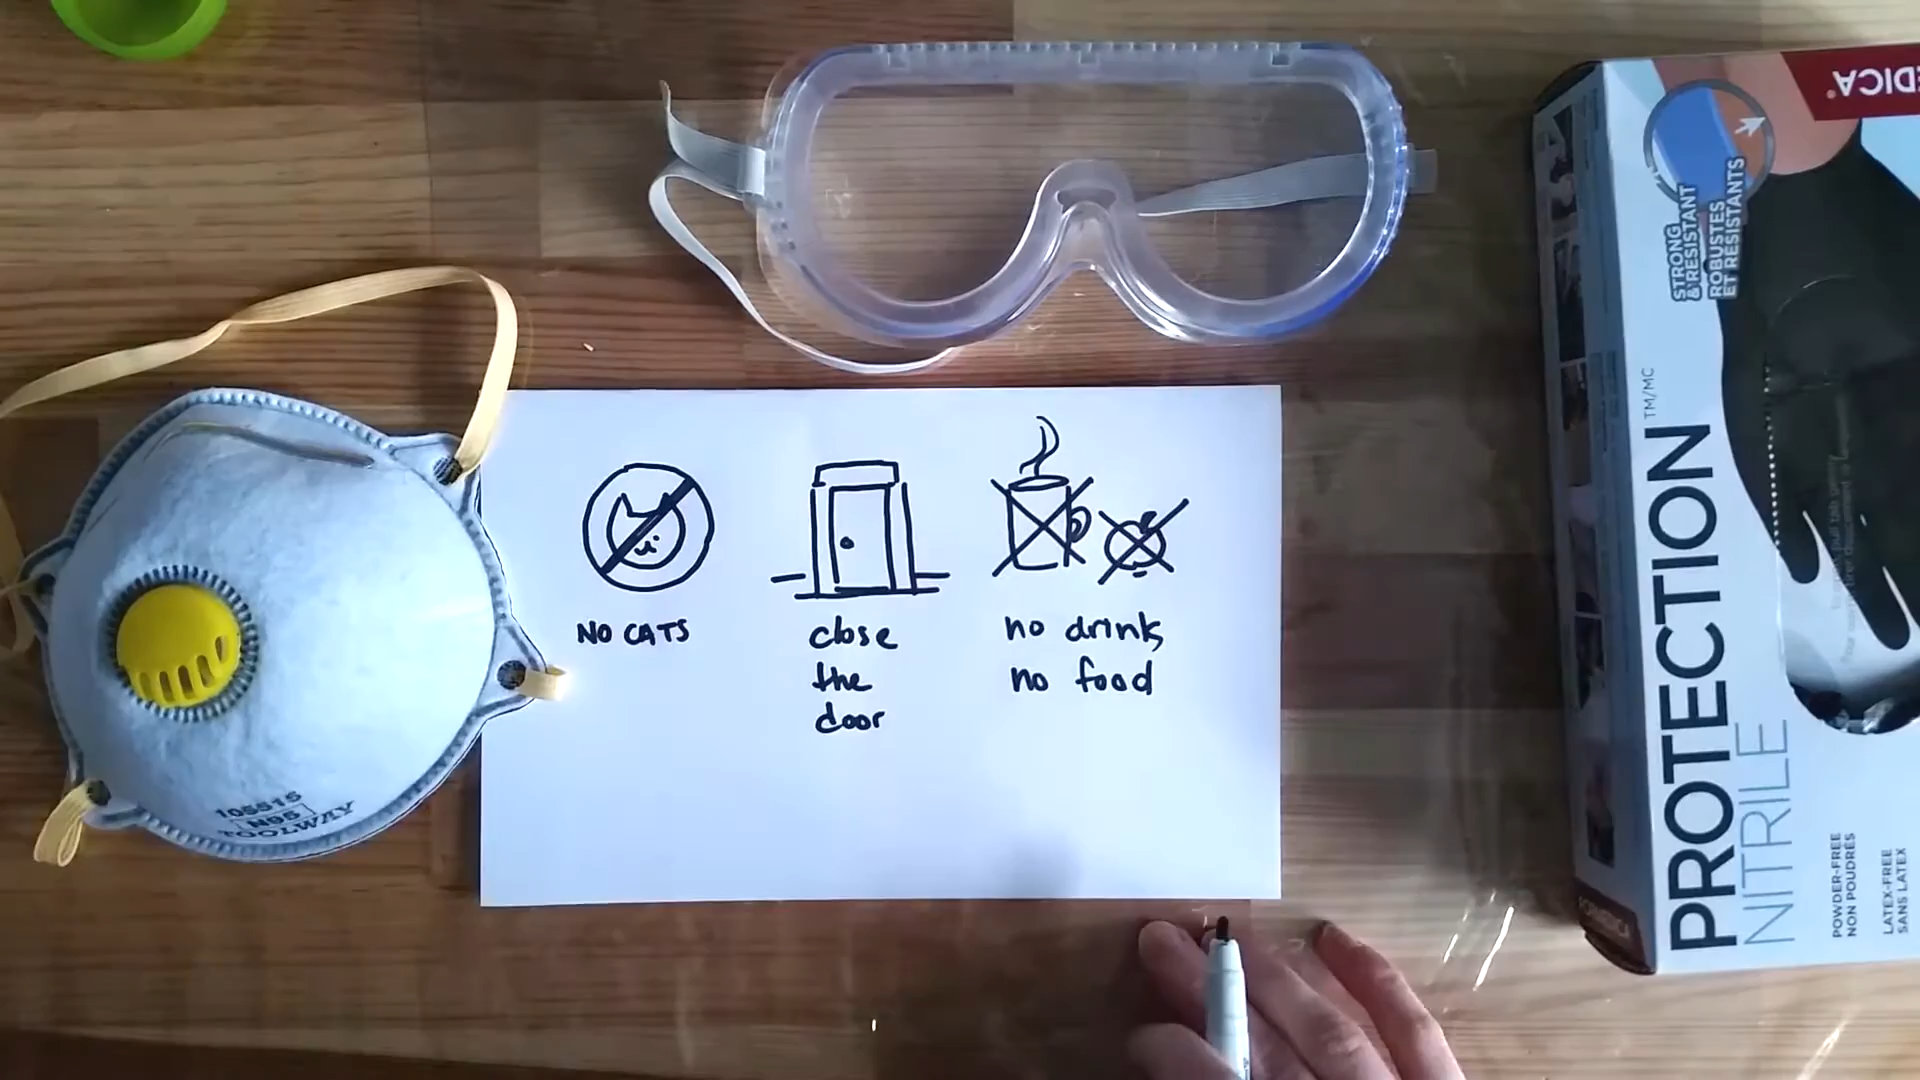 NO CATS
close
the
door
no drink,
no food
105515
N95
TOOLWAY
STRONG
& RESISTANT
ROBUSTES
ET RÉSISTANTS
PROTECTION TM/MC
NITRILE
POWDER-FREE
NON POUDRÉS
LATEX-FREE
SANS LATEX